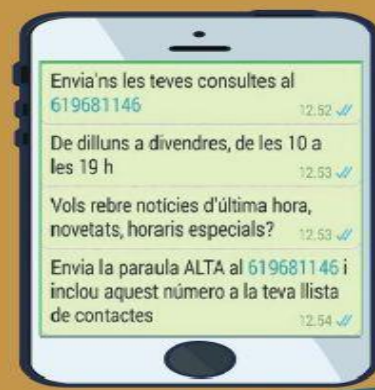 Envia'ns les teves consultes al
619681146
12.52
De dilluns a divendres, de les 10 a
les 19 h
12.53
Vols rebre notícies d'última hora,
novetats, horaris especials?
12.53
Envia la paraula ALTA al 619681146 i
inclou aquest número a la teva llista
de contactes
12.54